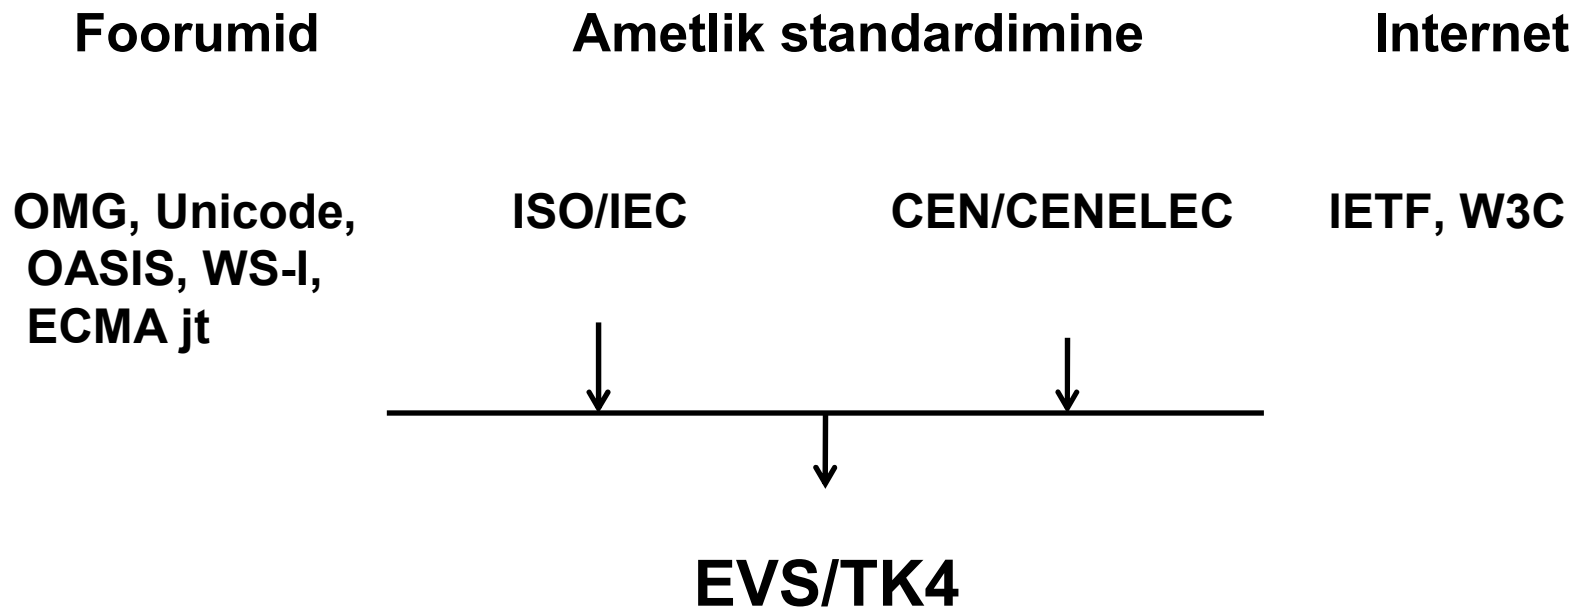 Foorumid
Ametlik standardimine
Internet
OMG, Unicode,
OASIS, WS-I,
ECMA jt
ISO/IEC
CEN/CENELEC
IETF, W3C
EVS/TK4